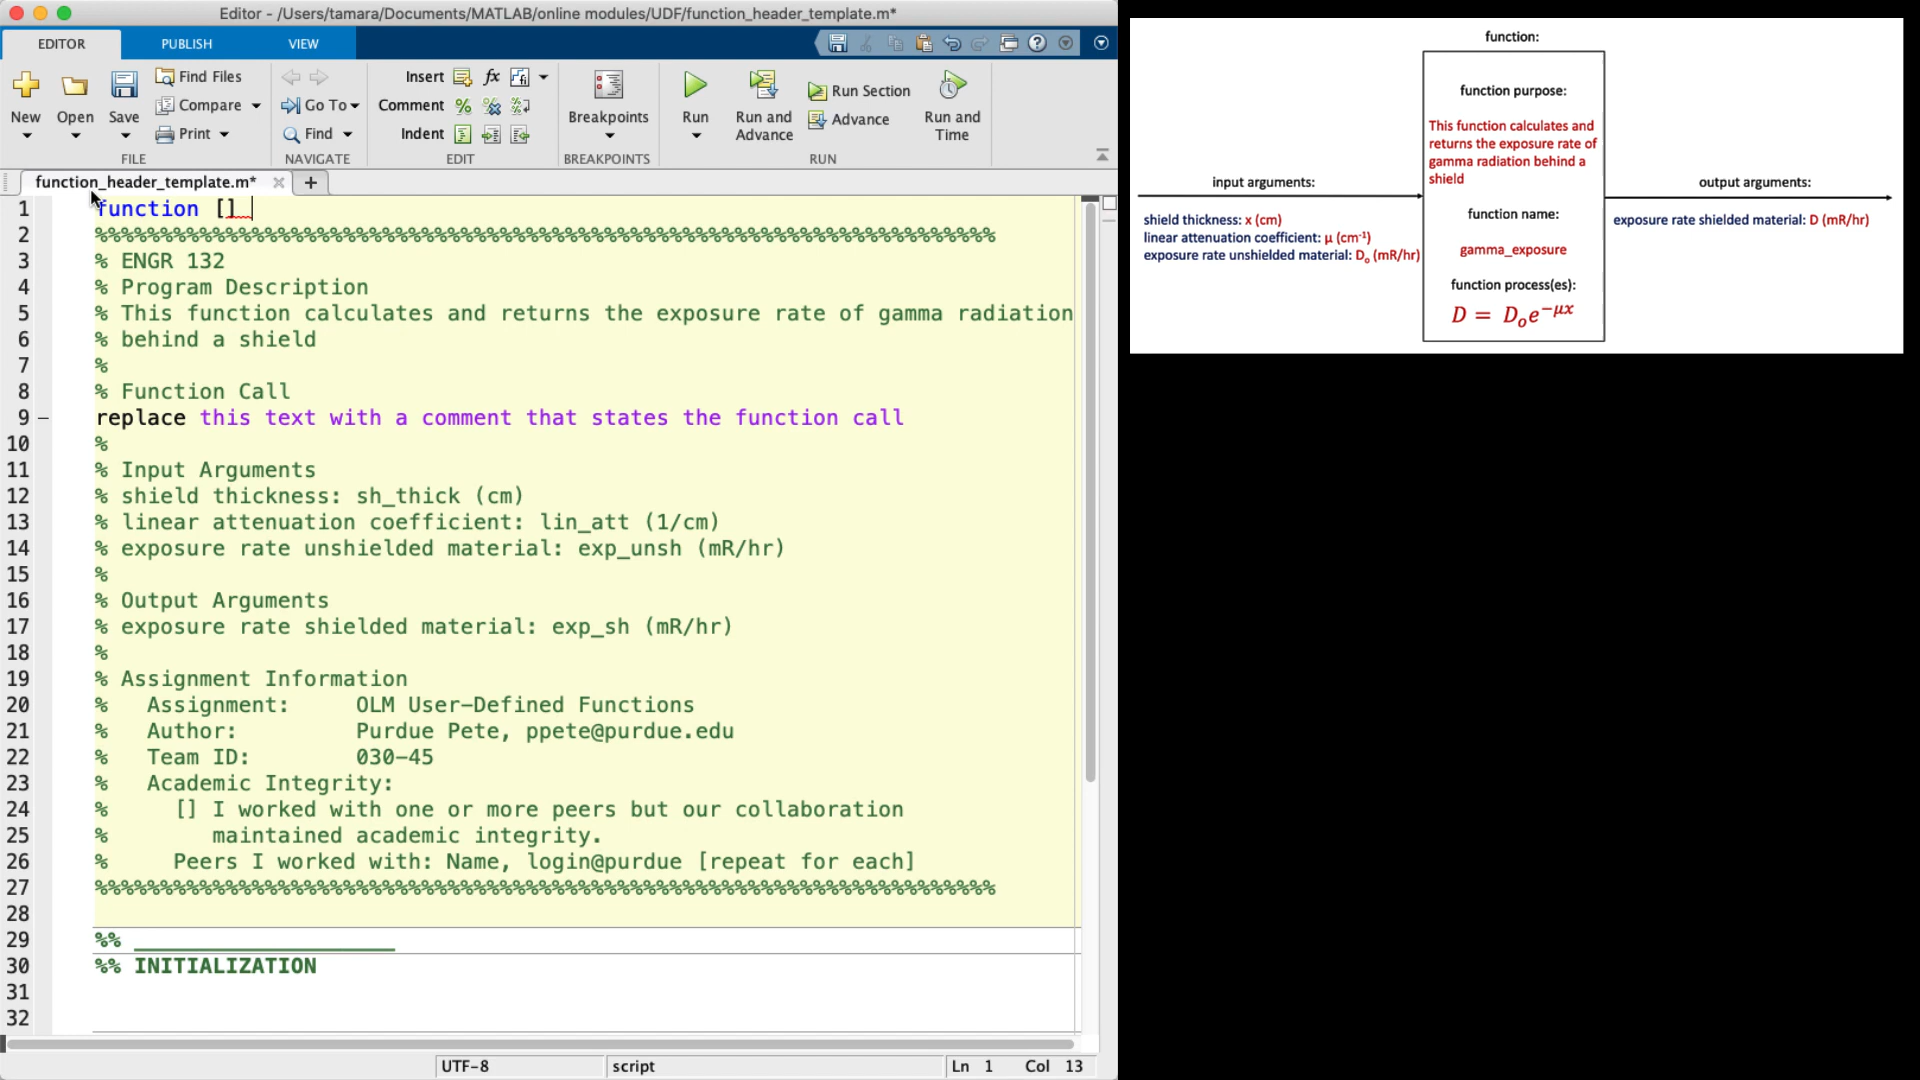 Editor - /Users/tamara/Documents/MATLAB/online modules/UDF/function_header_template.m*
EDITOR PUBLISH VIEW
New Open Save Find Files Compare Print
FILE
Go To Find
NAVIGATE
Insert fx
Comment
Indent
EDIT
Breakpoints
BREAKPOINTS
Run Run and Advance Run Section Advance Run and Time
RUN
function_header_template.m*
1 function []
2 %%%%%%%%%%%%%%%%%%%%%%%%%%%%%%%%%%%%%%%%%%%%%%%%%%%%%%%%%%%%%%%%%%%%%
3 % ENGR 132
4 % Program Description
5 % This function calculates and returns the exposure rate of gamma radiation
6 % behind a shield
7 %
8 % Function Call
9 – replace this text with a comment that states the function call
10 %
11 % Input Arguments
12 % shield thickness: sh_thick (cm)
13 % linear attenuation coefficient: lin_att (1/cm)
14 % exposure rate unshielded material: exp_unsh (mR/hr)
15 %
16 % Output Arguments
17 % exposure rate shielded material: exp_sh (mR/hr)
18 %
19 % Assignment Information
20 %   Assignment:     OLM User-Defined Functions
21 %   Author:         Purdue Pete, ppete@purdue.edu
22 %   Team ID:        030-45
23 %   Academic Integrity:
24 %     [] I worked with one or more peers but our collaboration
25 %        maintained academic integrity.
26 %     Peers I worked with: Name, login@purdue [repeat for each]
27 %%%%%%%%%%%%%%%%%%%%%%%%%%%%%%%%%%%%%%%%%%%%%%%%%%%%%%%%%%%%%%%%%%%%%
28
29 %% ____________________
30 %% INITIALIZATION
31
32
UTF-8 script Ln 1 Col 13
function:
function purpose:
This function calculates and
returns the exposure rate of
gamma radiation behind a
shield
function name:
gamma_exposure
function process(es):
D = Dₒe^−μx
input arguments:
shield thickness: x (cm)
linear attenuation coefficient: μ (cm⁻¹)
exposure rate unshielded material: Dₒ (mR/hr)
output arguments:
exposure rate shielded material: D (mR/hr)